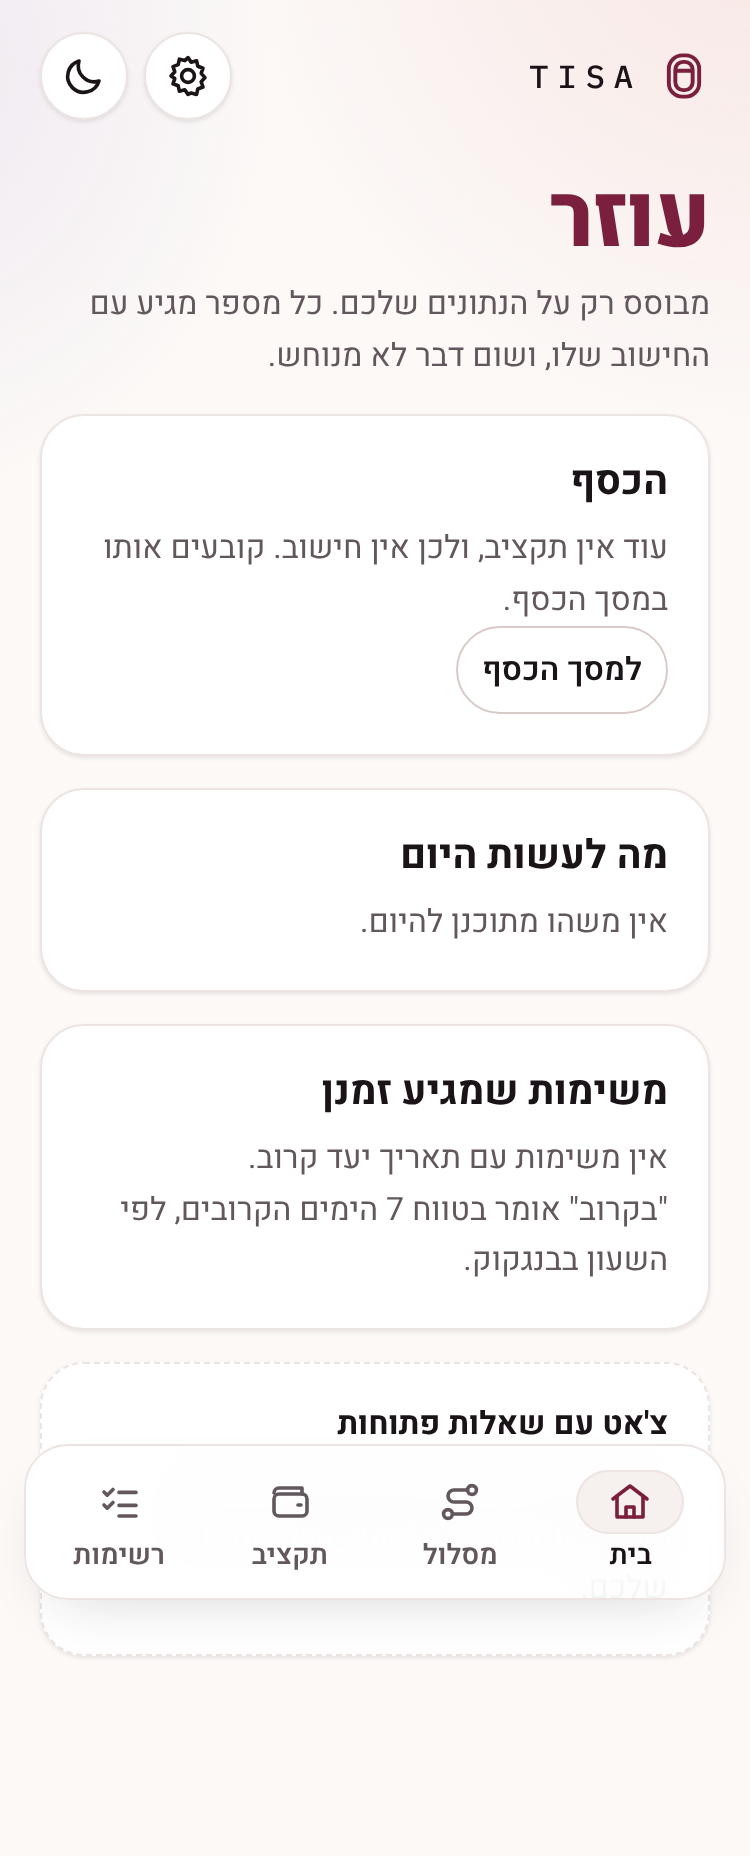 TISA
עוזר
מבוסס רק על הנתונים שלכם. כל מספר מגיע עם
החישוב שלו, ושום דבר לא מנוחש.
הכסף
עוד אין תקציב, ולכן אין חישוב. קובעים אותו
במסך הכסף.
למסך הכסף
מה לעשות היום
אין משהו מתוכנן להיום.
משימות שמגיע זמנן
אין משימות עם תאריך יעד קרוב.
"בקרוב" אומר בטווח 7 הימים הקרובים, לפי
השעון בבנגקוק.
צ'אט עם שאלות פתוחות
שלכם.
בית
מסלול
תקציב
רשימות